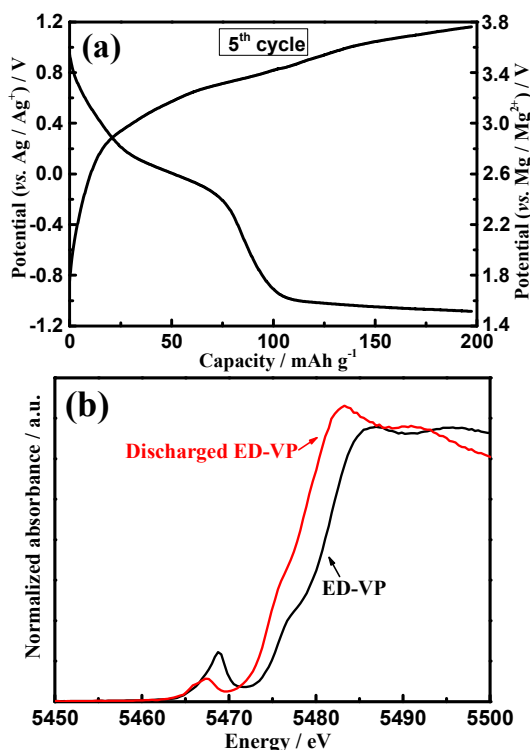 (a)
5th cycle
Potential (vs. Ag / Ag+) / V
1.2
0.8
0.4
0.0
-0.4
-0.8
-1.2
Potential (vs. Mg / Mg2+) / V
3.8
3.4
3.0
2.6
2.2
1.8
1.4
0 50 100 150 200
Capacity / mAh g-1
(b)
Normalized absorbance / a.u.
Discharged ED-VP
ED-VP
5450 5460 5470 5480 5490 5500
Energy / eV